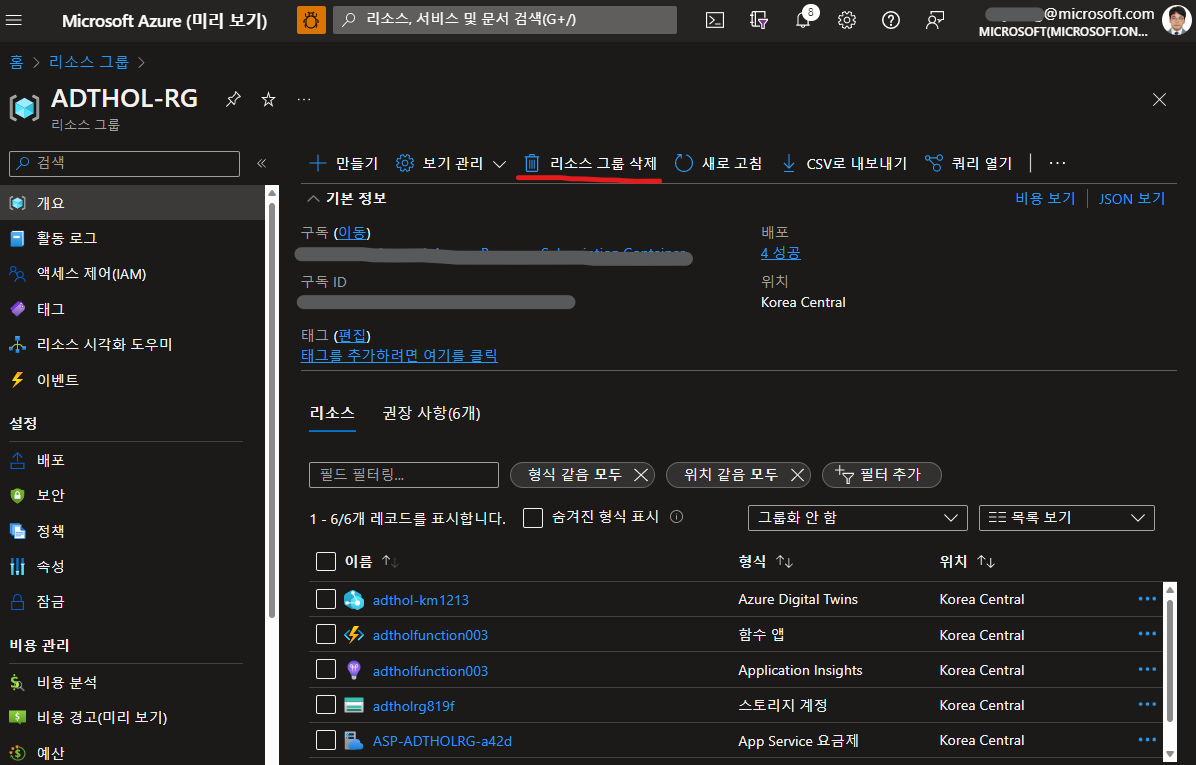 Microsoft Azure (미리 보기)
리소스, 서비스 및 문서 검색(G+/)
8
@microsoft.com
MICROSOFT(MICROSOFT.ON...
홈 > 리소스 그룹 >
ADTHOL-RG
리소스 그룹
검색
개요
활동 로그
액세스 제어(IAM)
태그
리소스 시각화 도우미
이벤트
설정
배포
보안
정책
속성
잠금
비용 관리
비용 분석
비용 경고(미리 보기)
예산
만들기 보기 관리 리소스 그룹 삭제 새로 고침 CSV로 내보내기 쿼리 열기
기본 정보
비용 보기 JSON 보기
구독 (이동)
구독 ID
태그 (편집)
태그를 추가하려면 여기를 클릭
배포
4 성공
위치
Korea Central
리소스 권장 사항(6개)
필드 필터링... 형식 같음 모두 위치 같음 모두 필터 추가
1 - 6/6개 레코드를 표시합니다. 숨겨진 형식 표시 그룹화 안 함 목록 보기
이름 형식 위치
adthol-km1213 Azure Digital Twins Korea Central
adtholfunction003 함수 앱 Korea Central
adtholfunction003 Application Insights Korea Central
adtholrg819f 스토리지 계정 Korea Central
ASP-ADTHOLRG-a42d App Service 요금제 Korea Central